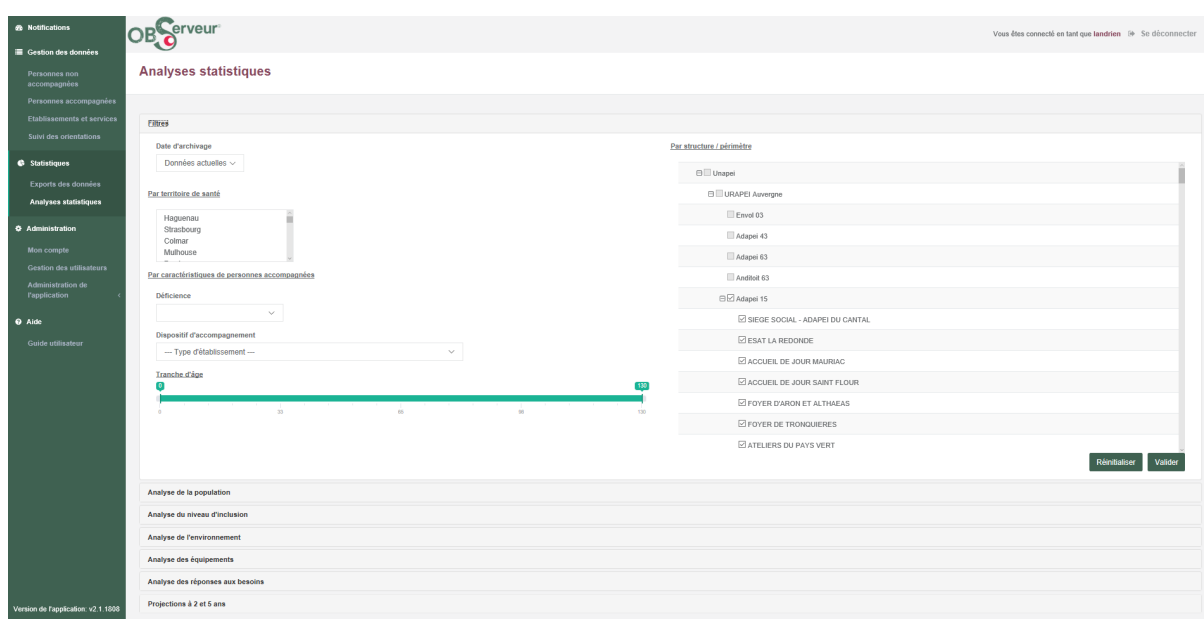 Notifications
Gestion des données
Personnes non
accompagnées
Personnes accompagnées
Etablissements et services
Suivi des orientations
Statistiques
Exports des données
Analyses statistiques
Administration
Mon compte
Gestion des utilisateurs
Administration de
l'application
Aide
Guide utilisateur
Version de l'application: v2.1.1808
OBServeur
Vous êtes connecté en tant que landrien Se déconnecter
Analyses statistiques
Filtres
Date d'archivage
Données actuelles
Par territoire de santé
Haguenau
Strasbourg
Colmar
Mulhouse
Par caractéristiques de personnes accompagnées
Déficience
Dispositif d'accompagnement
--- Type d'établissement ---
Tranche d'âge
0 130
0 30 60 90 130
Par structure / périmètre
Unapei
URAPEI Auvergne
Envol 03
Adapei 43
Adapei 63
Anditoit 63
Adapei 15
SIEGE SOCIAL - ADAPEI DU CANTAL
ESAT LA REDONDE
ACCUEIL DE JOUR MAURIAC
ACCUEIL DE JOUR SAINT FLOUR
FOYER D'ARON ET ALTHAEAS
FOYER DE TRONQUIERES
ATELIERS DU PAYS VERT
Réinitialiser Valider
Analyse de la population
Analyse du niveau d'inclusion
Analyse de l'environnement
Analyse des équipements
Analyse des réponses aux besoins
Projections à 2 et 5 ans